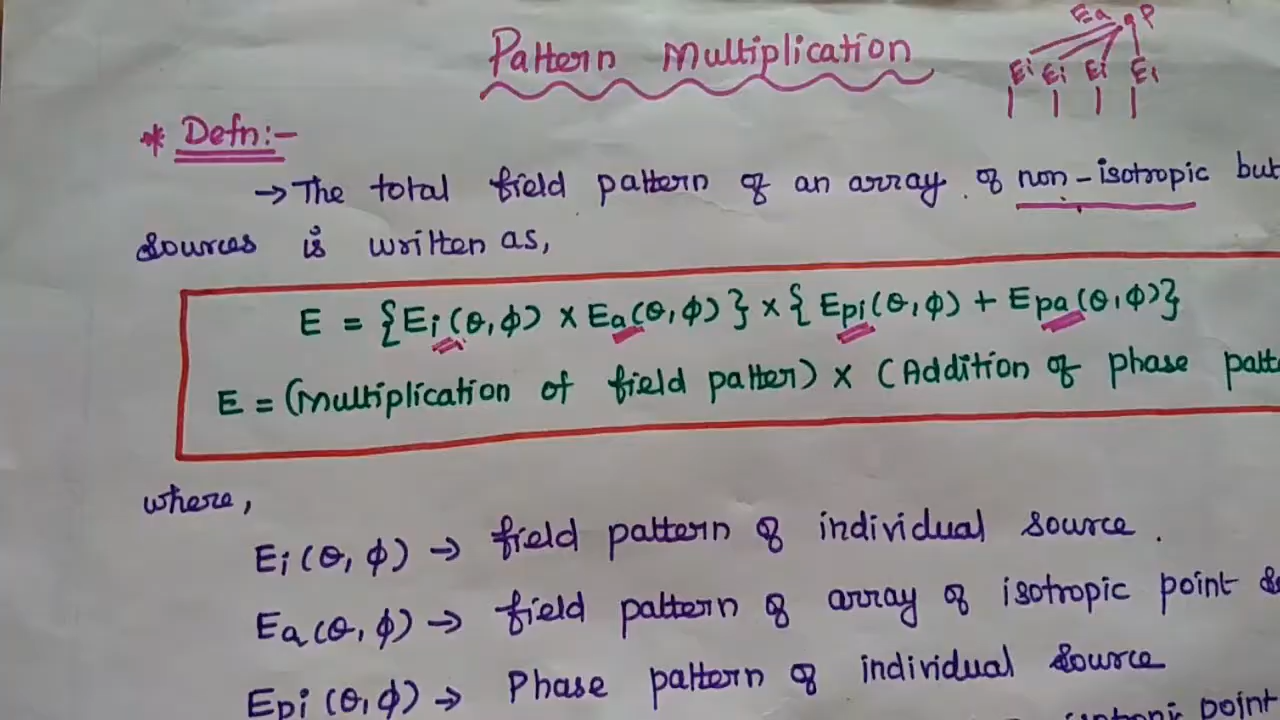 Pattern Multiplication
Ea P
Ei Ei Ei Ei
* Defn:-
→ The total field pattern of an array of non-isotropic but
sources is written as,
E = {Ei(θ,φ) × Ea(θ,φ)} × {Epi(θ,φ) + Epa(θ,φ)}
E = (Multiplication of field patter) × (Addition of phase patt
where,
Ei(θ,φ) → field pattern of individual source.
Ea(θ,φ) → field pattern of array of isotropic point
Epi(θ,φ) → Phase pattern of individual source
point